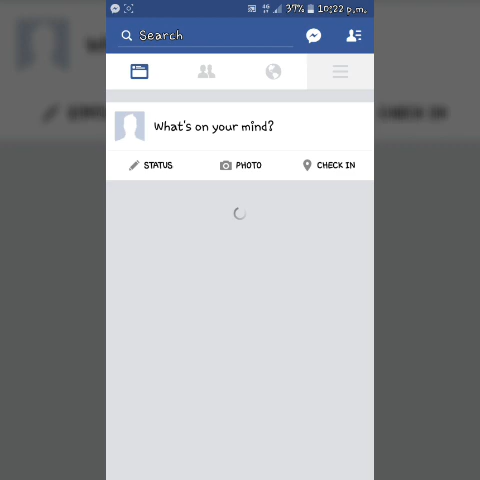 37% 10:22 p.m.
Search
What's on your mind?
STATUS PHOTO CHECK IN